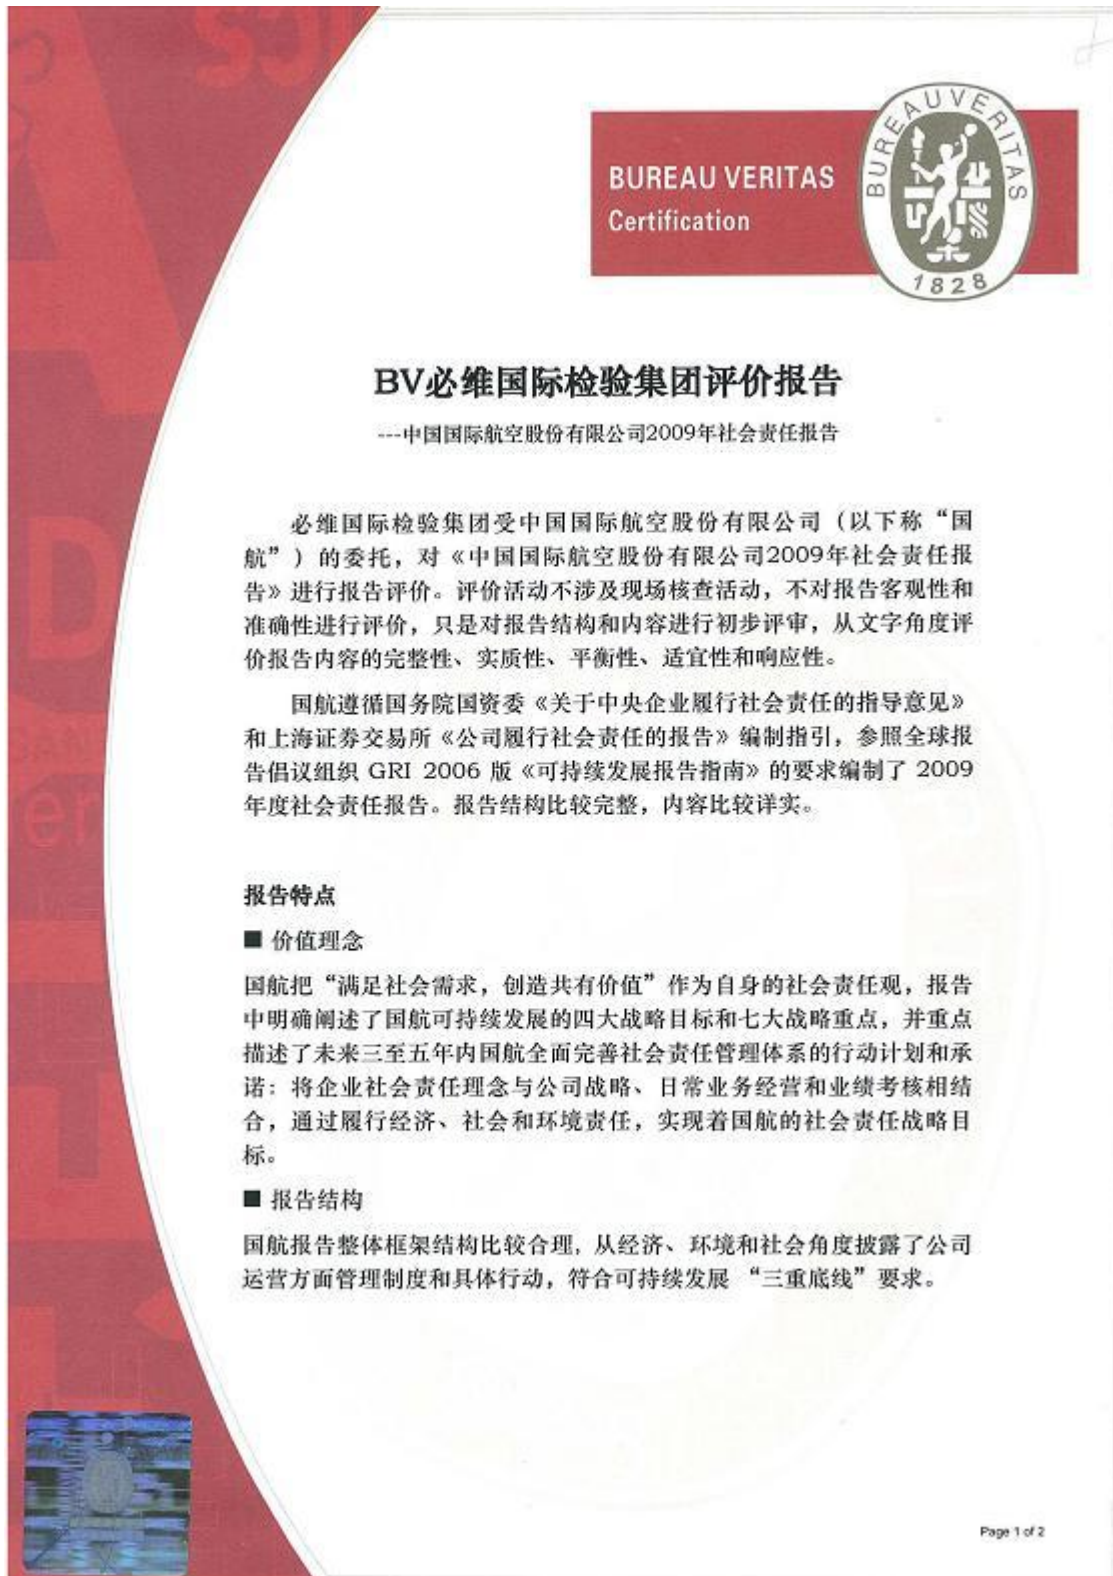 BUREAU VERITAS
Certification
BUREAU VERITAS
1828
BV必维国际检验集团评价报告
---中国国际航空股份有限公司2009年社会责任报告
必维国际检验集团受中国国际航空股份有限公司（以下称“国
航”）的委托，对《中国国际航空股份有限公司2009年社会责任报
告》进行报告评价。评价活动不涉及现场核查活动，不对报告客观性和
准确性进行评价，只是对报告结构和内容进行初步评审，从文字角度评
价报告内容的完整性、实质性、平衡性、适宜性和响应性。
国航遵循国务院国资委《关于中央企业履行社会责任的指导意见》
和上海证券交易所《公司履行社会责任的报告》编制指引，参照全球报
告倡议组织 GRI 2006 版《可持续发展报告指南》的要求编制了 2009
年度社会责任报告。报告结构比较完整，内容比较详实。
报告特点
■ 价值理念
国航把“满足社会需求，创造共有价值”作为自身的社会责任观，报告
中明确阐述了国航可持续发展的四大战略目标和七大战略重点，并重点
描述了未来三至五年内国航全面完善社会责任管理体系的行动计划和承
诺：将企业社会责任理念与公司战略、日常业务经营和业绩考核相结
合，通过履行经济、社会和环境责任，实现着国航的社会责任战略目
标。
■ 报告结构
国航报告整体框架结构比较合理，从经济、环境和社会角度披露了公司
运营方面管理制度和具体行动，符合可持续发展 “三重底线”要求。
Page 1 of 2